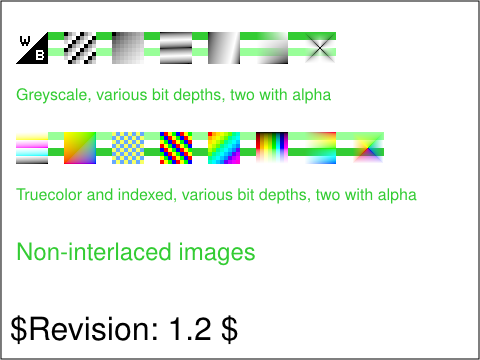 W
B
Greyscale, various bit depths, two with alpha
Truecolor and indexed, various bit depths, two with alpha
Non-interlaced images
$Revision: 1.2 $